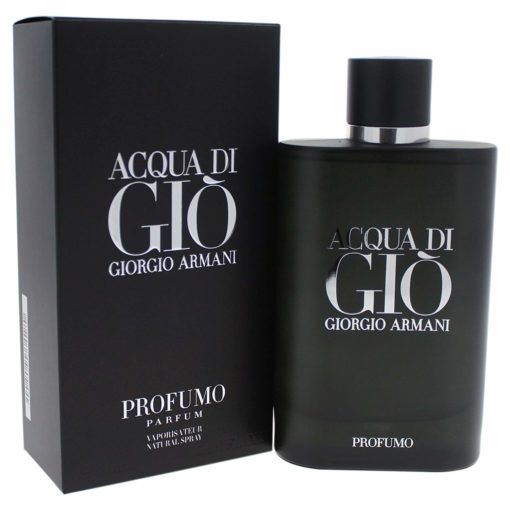 ACQUA DI
GIÒ
GIORGIO ARMANI
PROFUMO
PARFUM
VAPORISATEUR
NATURAL SPRAY
ACQUA DI
GIÒ
GIORGIO ARMANI
PROFUMO